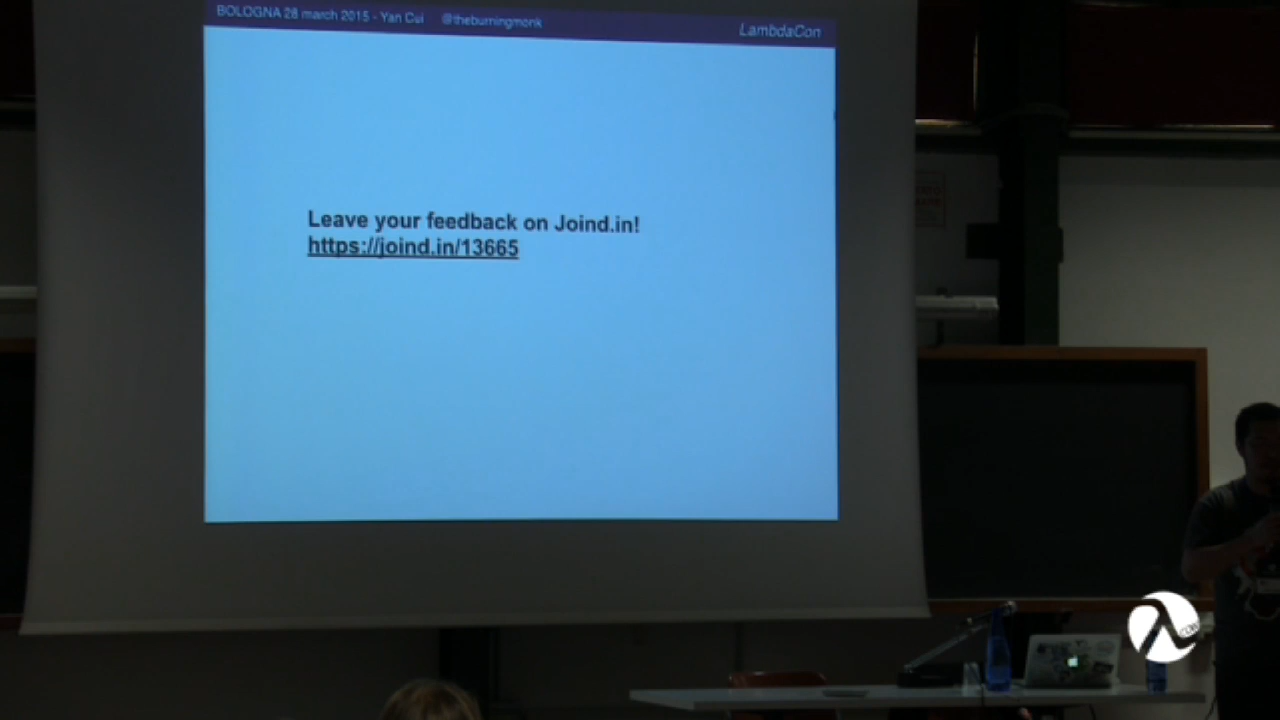 BOLOGNA 28 march 2015 - Yan Cui @theburningmonk
LambdaCon
Leave your feedback on Joind.in!
https://joind.in/13665